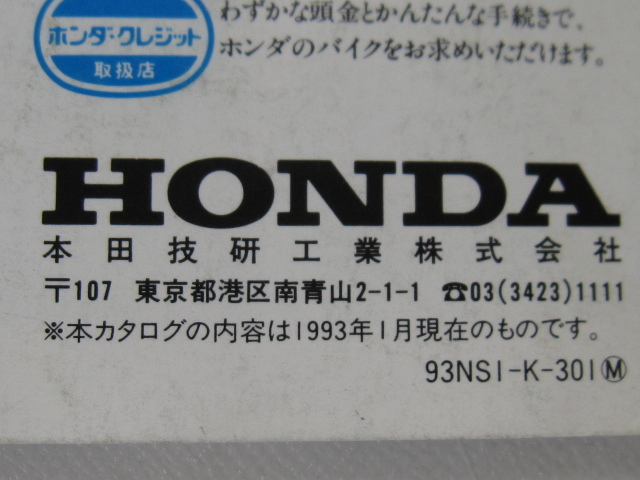 わずかな頭金とかんたんな手続きで、
ホンダのバイクをお求めいただけます。
ホンダ・クレジット
取扱店
HONDA
本田技研工業株式会社
〒107 東京都港区南青山2-1-1 ☎03(3423)1111
※本カタログの内容は1993年1月現在のものです。
93NS1-K-301Ⓜ